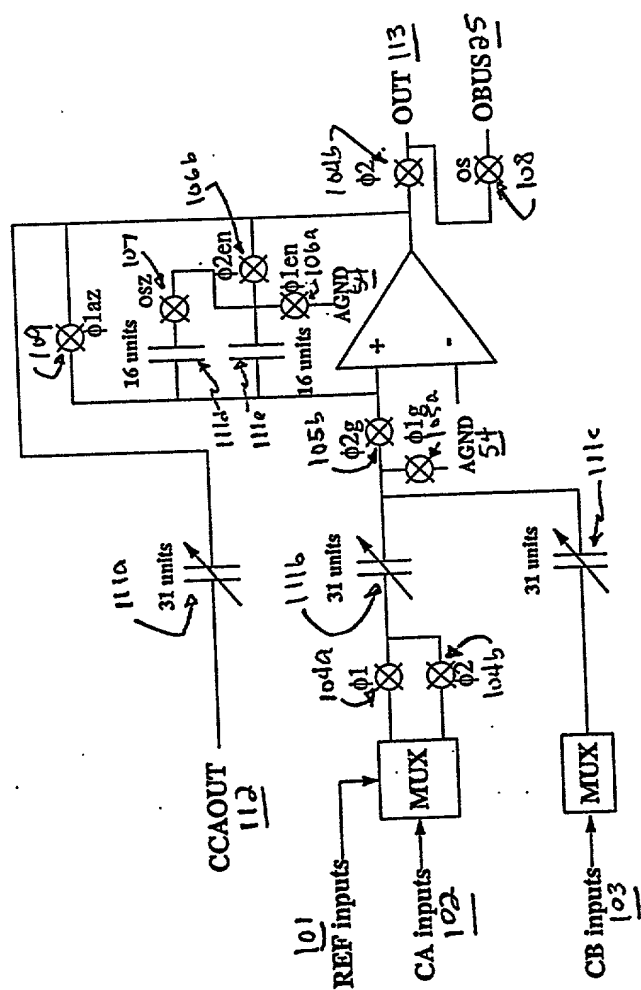 109
φ1az
107
osz
106b
φ2en
16 units
111d
111e
16 units
φ1en
106a
AGND
54
104b
φ2
OUT 113
OBUS 25
os
108
+
-
105b
φ2g
φ1g
105a
AGND
54
111a
31 units
CCAOUT
112
111b
31 units
111c
31 units
104a
φ1
φ2
104b
101
REF inputs
MUX
CA inputs
102
CB inputs
103
MUX